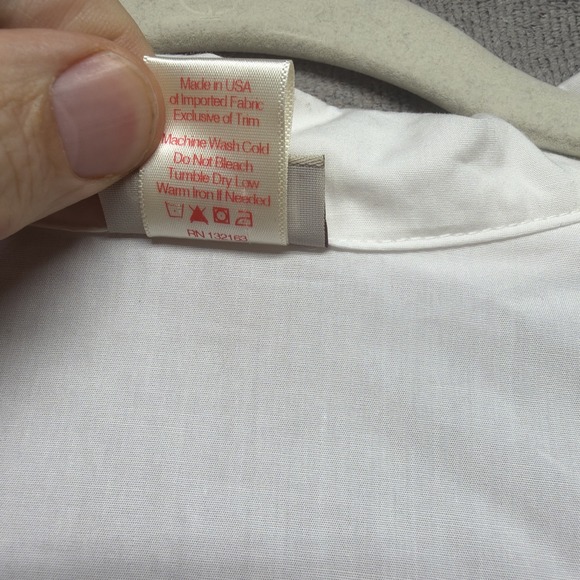 Made in USA
of Imported Fabric
Exclusive of Trim
Machine Wash Cold
Do Not Bleach
Tumble Dry Low
Warm Iron If Needed
RN 132163